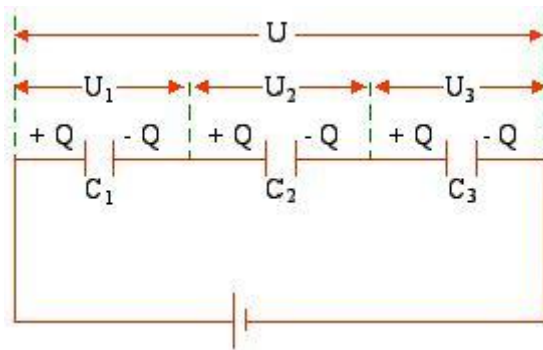 U
U₁ U₂ U₃
+ Q - Q + Q - Q + Q - Q
C₁ C₂ C₃